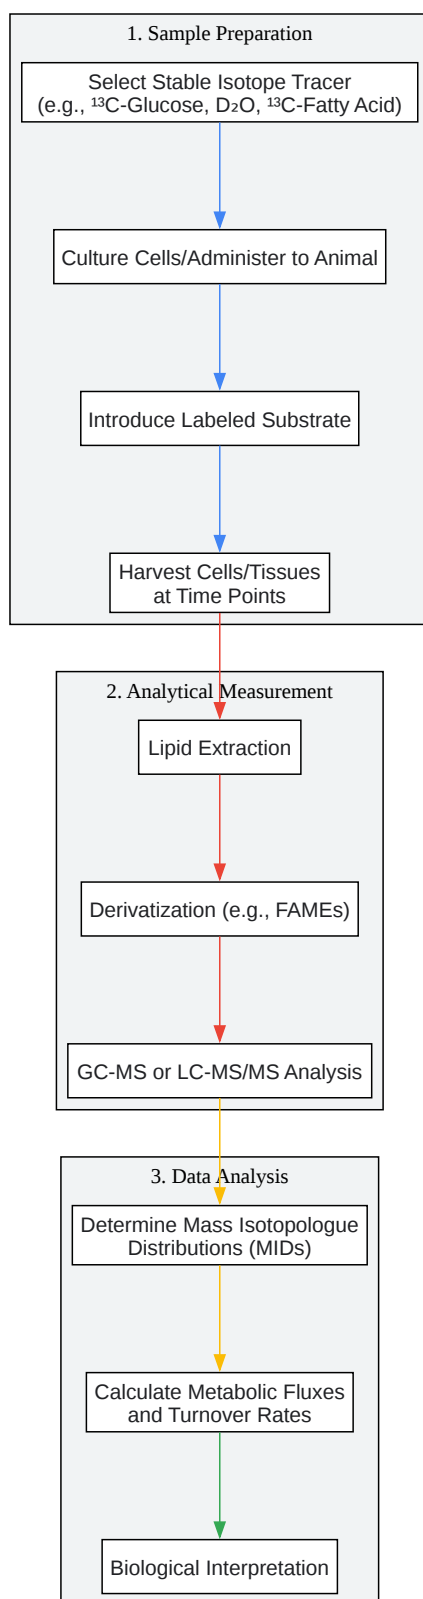 1. Sample Preparation
Select Stable Isotope Tracer
(e.g., ¹³C-Glucose, D₂O, ¹³C-Fatty Acid)
Culture Cells/Administer to Animal
Introduce Labeled Substrate
Harvest Cells/Tissues
at Time Points
2. Analytical Measurement
Lipid Extraction
Derivatization (e.g., FAMEs)
GC-MS or LC-MS/MS Analysis
3. Data Analysis
Determine Mass Isotopologue
Distributions (MIDs)
Calculate Metabolic Fluxes
and Turnover Rates
Biological Interpretation